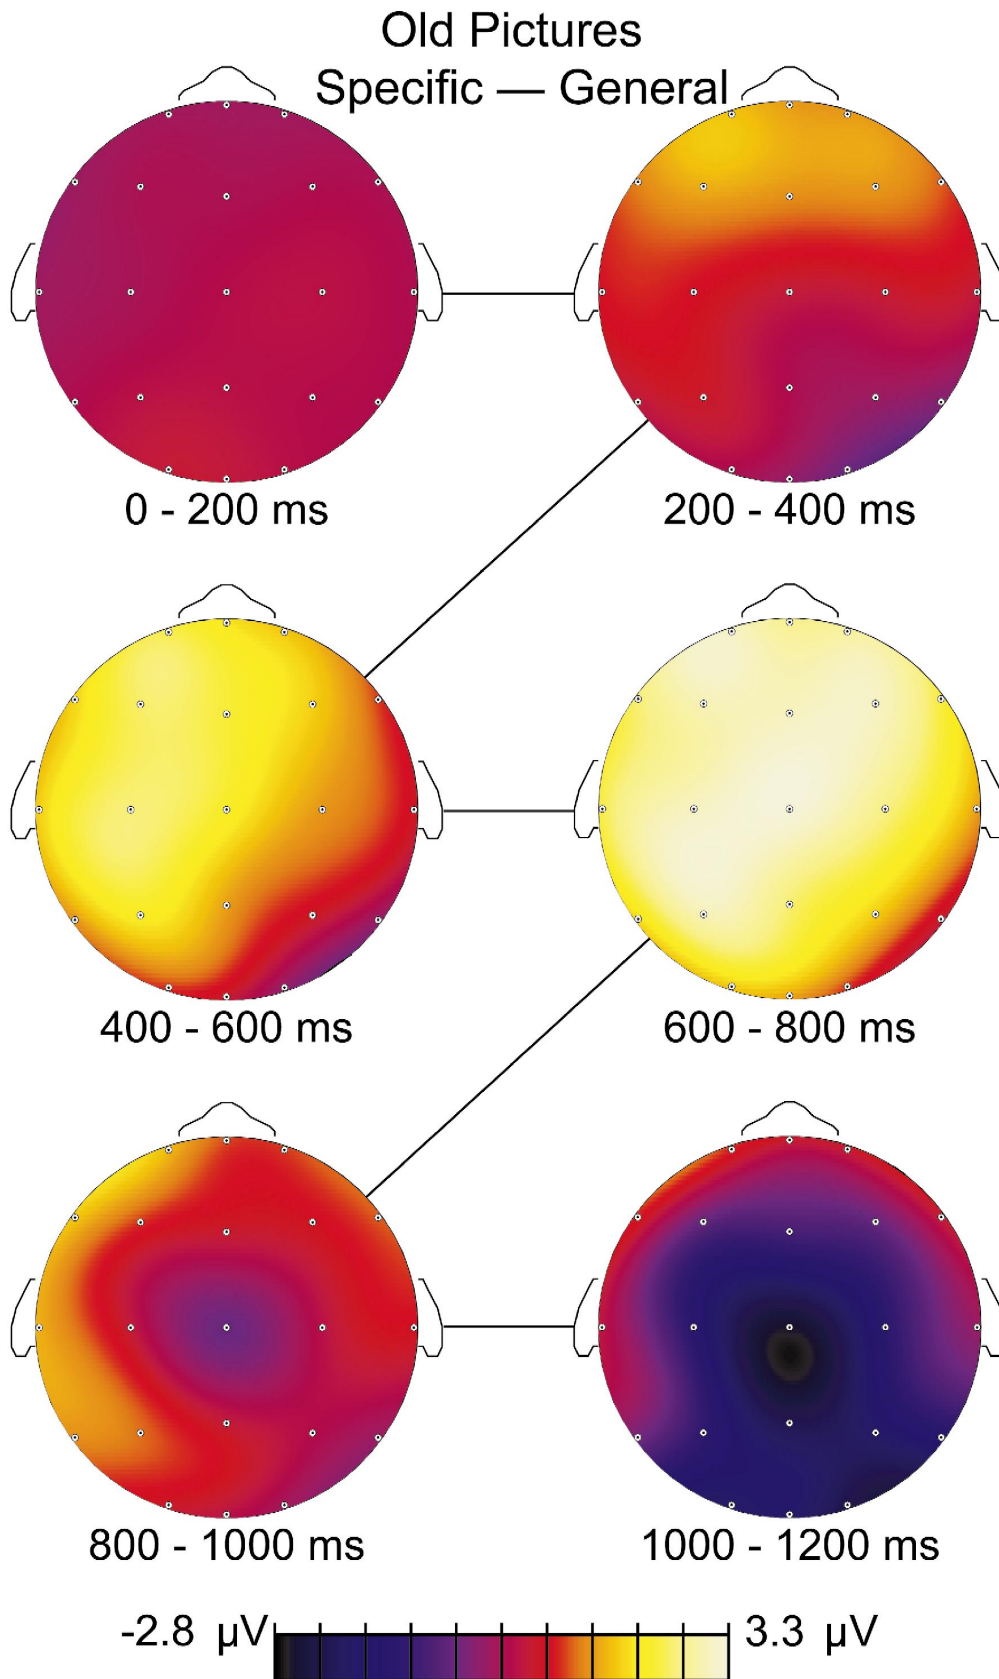 Old Pictures
Specific — General
0 - 200 ms
200 - 400 ms
400 - 600 ms
600 - 800 ms
800 - 1000 ms
1000 - 1200 ms
-2.8 µV
3.3 µV